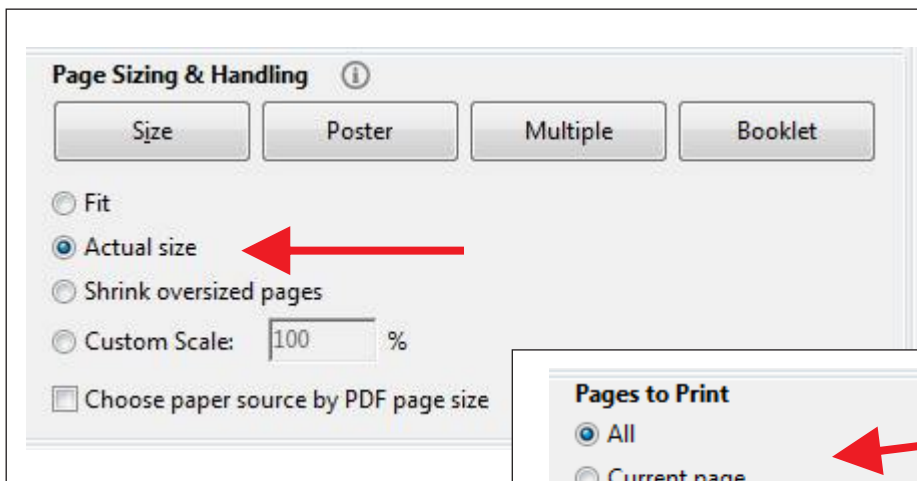 Page Sizing & Handling
Size Poster Multiple Booklet
Fit
Actual size
Shrink oversized pages
Custom Scale: 100 %
Choose paper source by PDF page size
Pages to Print
All
Current page